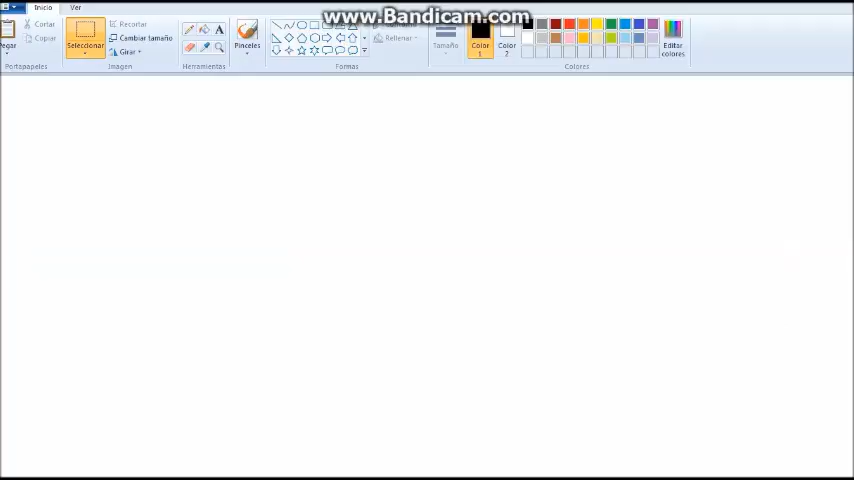 www.Bandicam.com
Inicio Ver
Pegar
Cortar
Copiar
Portapapeles
Seleccionar
Recortar
Cambiar tamaño
Girar
Imagen
Herramientas
Pinceles
Formas
Rellenar
Tamaño
Color 1
Color 2
Editar colores
Colores